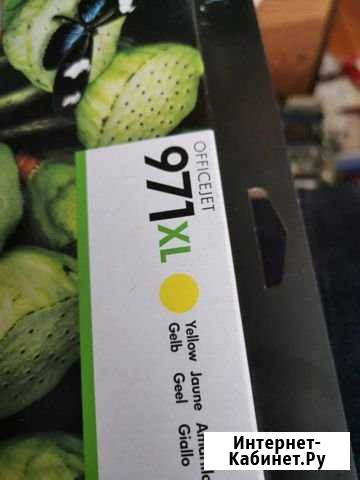 OFFICEJET
971XL
Yellow Jaune
Gelb Geel Giallo
Интернет-
Кабинет.Ру